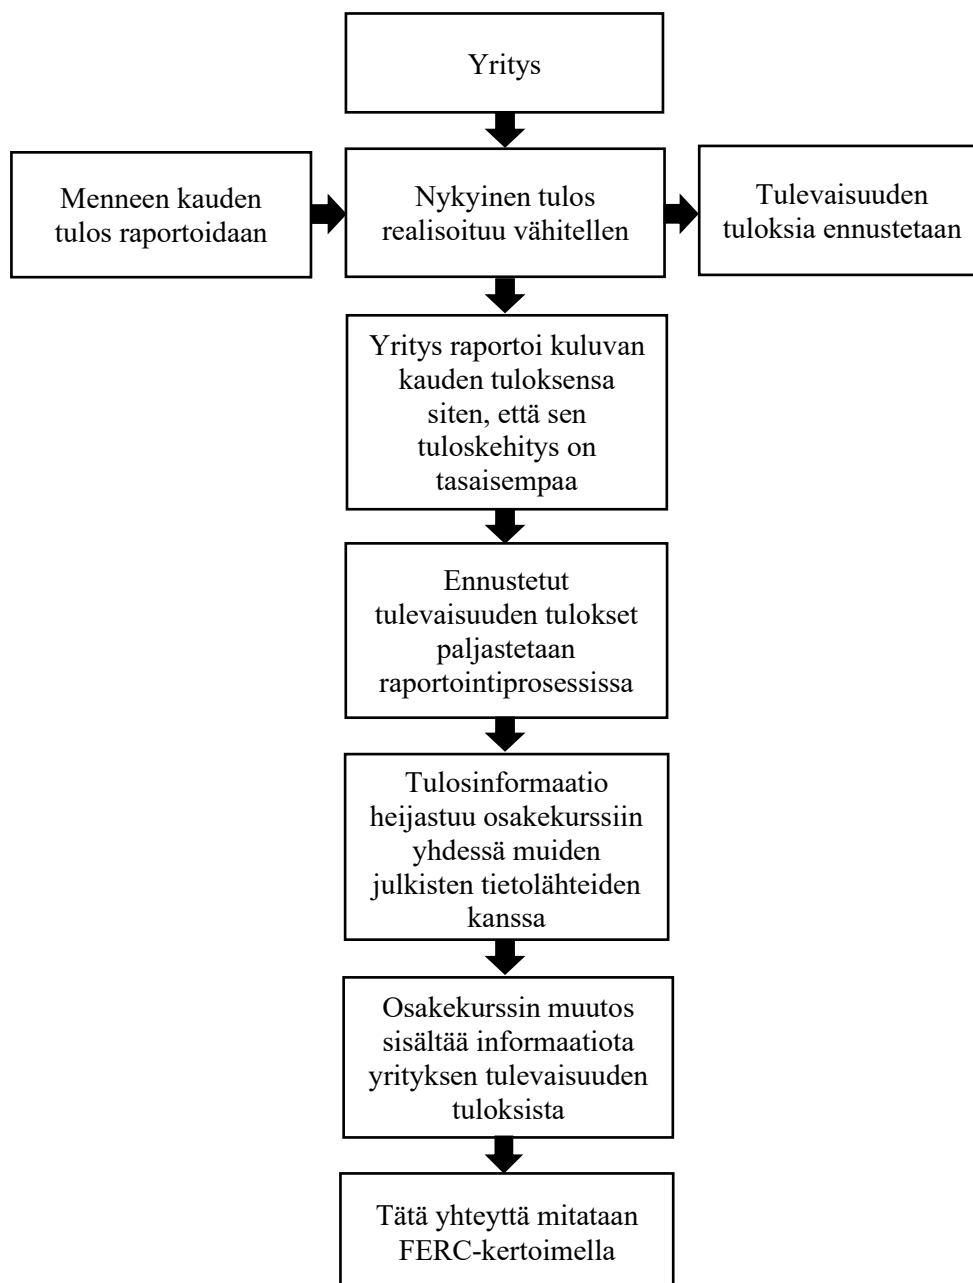 Yritys
Menneen kauden
tulos raportoidaan
Nykyinen tulos
realisoituu vähitellen
Tulevaisuuden
tuloksia ennustetaan
Yritys raportoi kuluvan
kauden tuloksensa
siten, että sen
tuloskehitys on
tasaisempaa
Ennustetut
tulevaisuuden tulokset
paljastetaan
raportointiprosessissa
Tulosinformaatio
heijastuu osakekurssiin
yhdessä muiden
julkisten tietolähteiden
kanssa
Osakekurssin muutos
sisältää informaatiota
yrityksen tulevaisuuden
tuloksista
Tätä yhteyttä mitataan
FERC-kertoimella